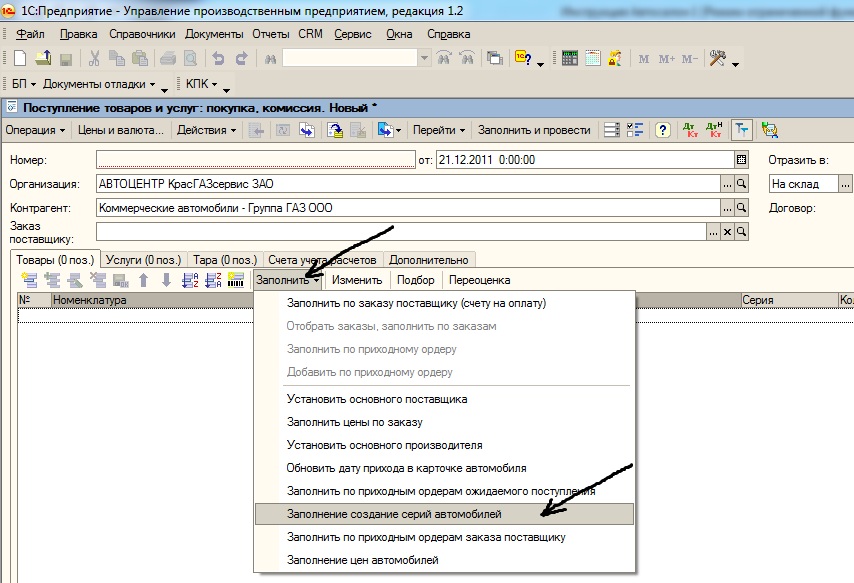 1С:Предприятие - Управление производственным предприятием, редакция 1.2
Файл Правка Справочники Документы Отчеты CRM Сервис Окна Справка
M M+ M-
БП Документы отладки КПК
Поступление товаров и услуг: покупка, комиссия. Новый *
Операция Цены и валюта... Действия Перейти Заполнить и провести ? Дт Кт Дт Кт Н
Номер: от: 21.12.2011 0:00:00 Отразить в:
Организация: АВТОЦЕНТР КрасГАЗсервис ЗАО ... На склад ...
Контрагент: Коммерческие автомобили - Группа ГАЗ ООО ... Договор:
Заказ
поставщику: ... x
Товары (0 поз.) Услуги (0 поз.) Тара (0 поз.) Счета учета расчетов Дополнительно
Заполнить Изменить Подбор Переоценка
№ Номенклатура Серия Кол
Заполнить по заказу поставщику (счету на оплату)
Отобрать заказы, заполнить по заказам
Заполнить по приходному ордеру
Добавить по приходному ордеру
Установить основного поставщика
Заполнить цены по заказу
Установить основного производителя
Обновить дату прихода в карточке автомобиля
Заполнить по приходным ордерам ожидаемого поступления
Заполнение создание серий автомобилей
Заполнить по приходным ордерам заказа поставщику
Заполнение цен автомобилей